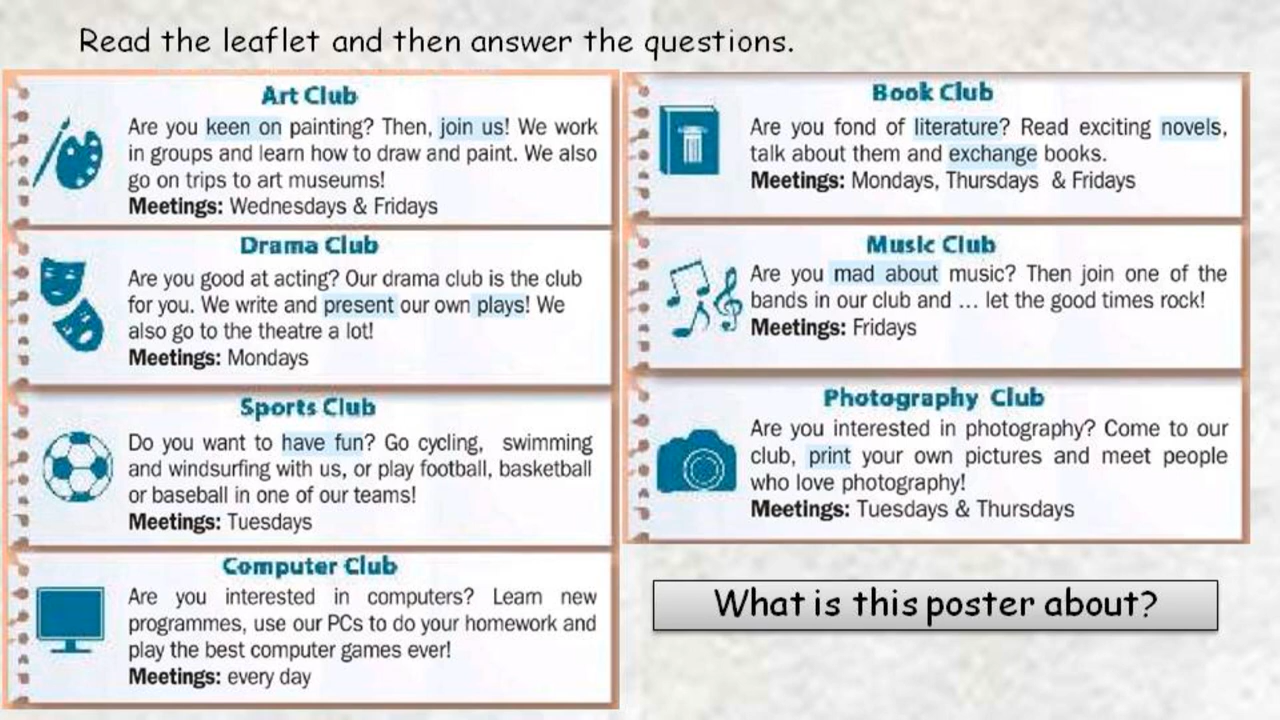 Read the leaflet and then answer the questions.
Art Club
Are you keen on painting? Then, join us! We work
in groups and learn how to draw and paint. We also
go on trips to art museums!
Meetings: Wednesdays & Fridays
Drama Club
Are you good at acting? Our drama club is the club
for you. We write and present our own plays! We
also go to the theatre a lot!
Meetings: Mondays
Sports Club
Do you want to have fun? Go cycling, swimming
and windsurfing with us, or play football, basketball
or baseball in one of our teams!
Meetings: Tuesdays
Computer Club
Are you interested in computers? Learn new
programmes, use our PCs to do your homework and
play the best computer games ever!
Meetings: every day
Book Club
Are you fond of literature? Read exciting novels,
talk about them and exchange books.
Meetings: Mondays, Thursdays & Fridays
Music Club
Are you mad about music? Then join one of the
bands in our club and ... let the good times rock!
Meetings: Fridays
Photography Club
Are you interested in photography? Come to our
club, print your own pictures and meet people
who love photography!
Meetings: Tuesdays & Thursdays
What is this poster about?